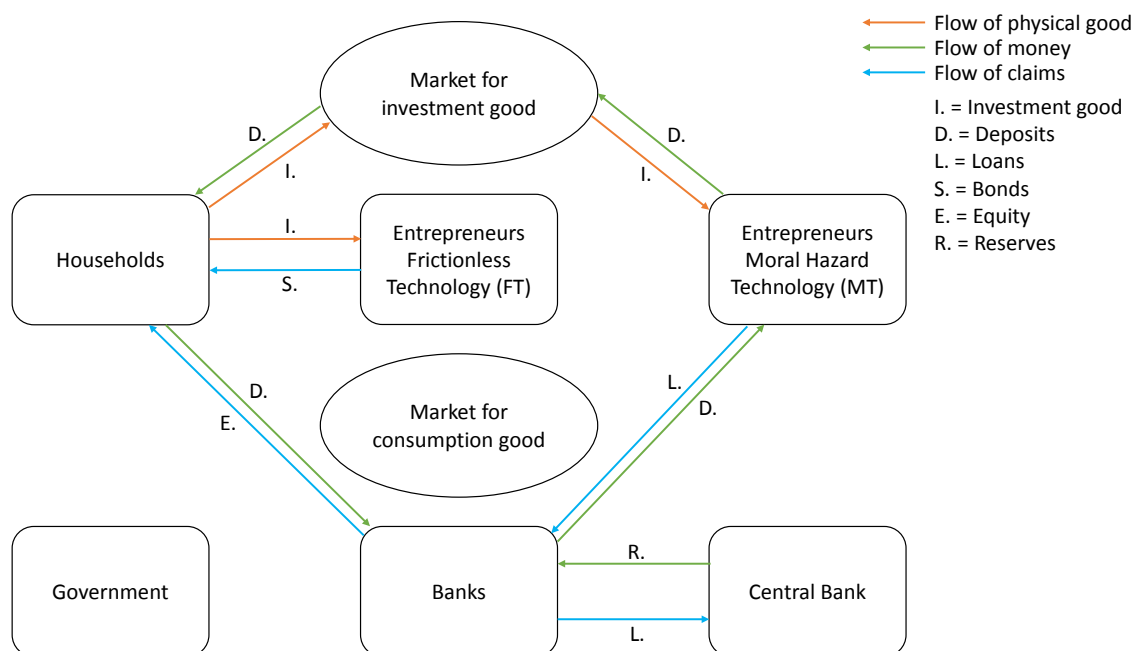 Flow of physical good
Flow of money
Flow of claims
I. = Investment good
D. = Deposits
L. = Loans
S. = Bonds
E. = Equity
R. = Reserves
Market for
investment good
D.
I.
D.
I.
Households
I.
S.
Entrepreneurs
Frictionless
Technology (FT)
Entrepreneurs
Moral Hazard
Technology (MT)
D.
E.
Market for
consumption good
L.
D.
Government
Banks
R.
L.
Central Bank